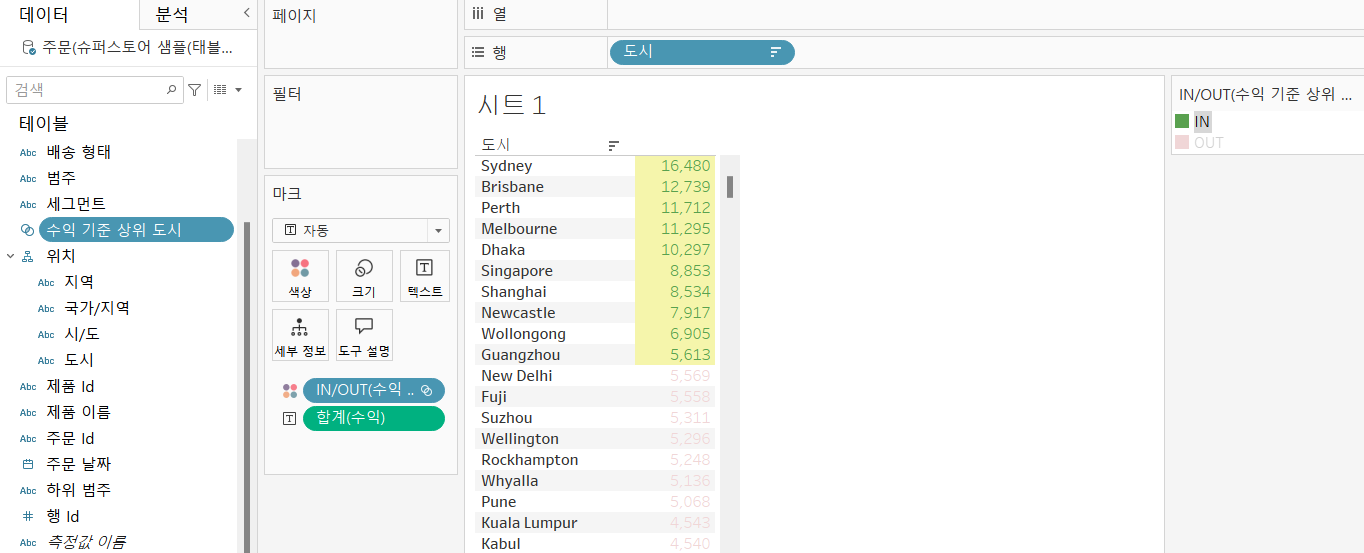 데이터
분석
주문(슈퍼스토어 샘플(태블...
검색
테이블
Abc 배송 형태
Abc 범주
Abc 세그먼트
수익 기준 상위 도시
위치
Abc 지역
Abc 국가/지역
Abc 시/도
Abc 도시
Abc 제품 Id
Abc 제품 이름
Abc 주문 Id
주문 날짜
Abc 하위 범주
행 Id
Abc 측정값 이름
페이지
필터
마크
자동
색상
크기
텍스트
세부 정보
도구 설명
IN/OUT(수익 ..
합계(수익)
열
행
도시
시트 1
도시
Sydney 16,480
Brisbane 12,739
Perth 11,712
Melbourne 11,295
Dhaka 10,297
Singapore 8,853
Shanghai 8,534
Newcastle 7,917
Wollongong 6,905
Guangzhou 5,613
New Delhi 5,569
Fuji 5,558
Suzhou 5,311
Wellington 5,296
Rockhampton 5,248
Whyalla 5,136
Pune 5,068
Kuala Lumpur 4,543
Kabul 4,540
IN/OUT(수익 기준 상위 ...
IN
OUT